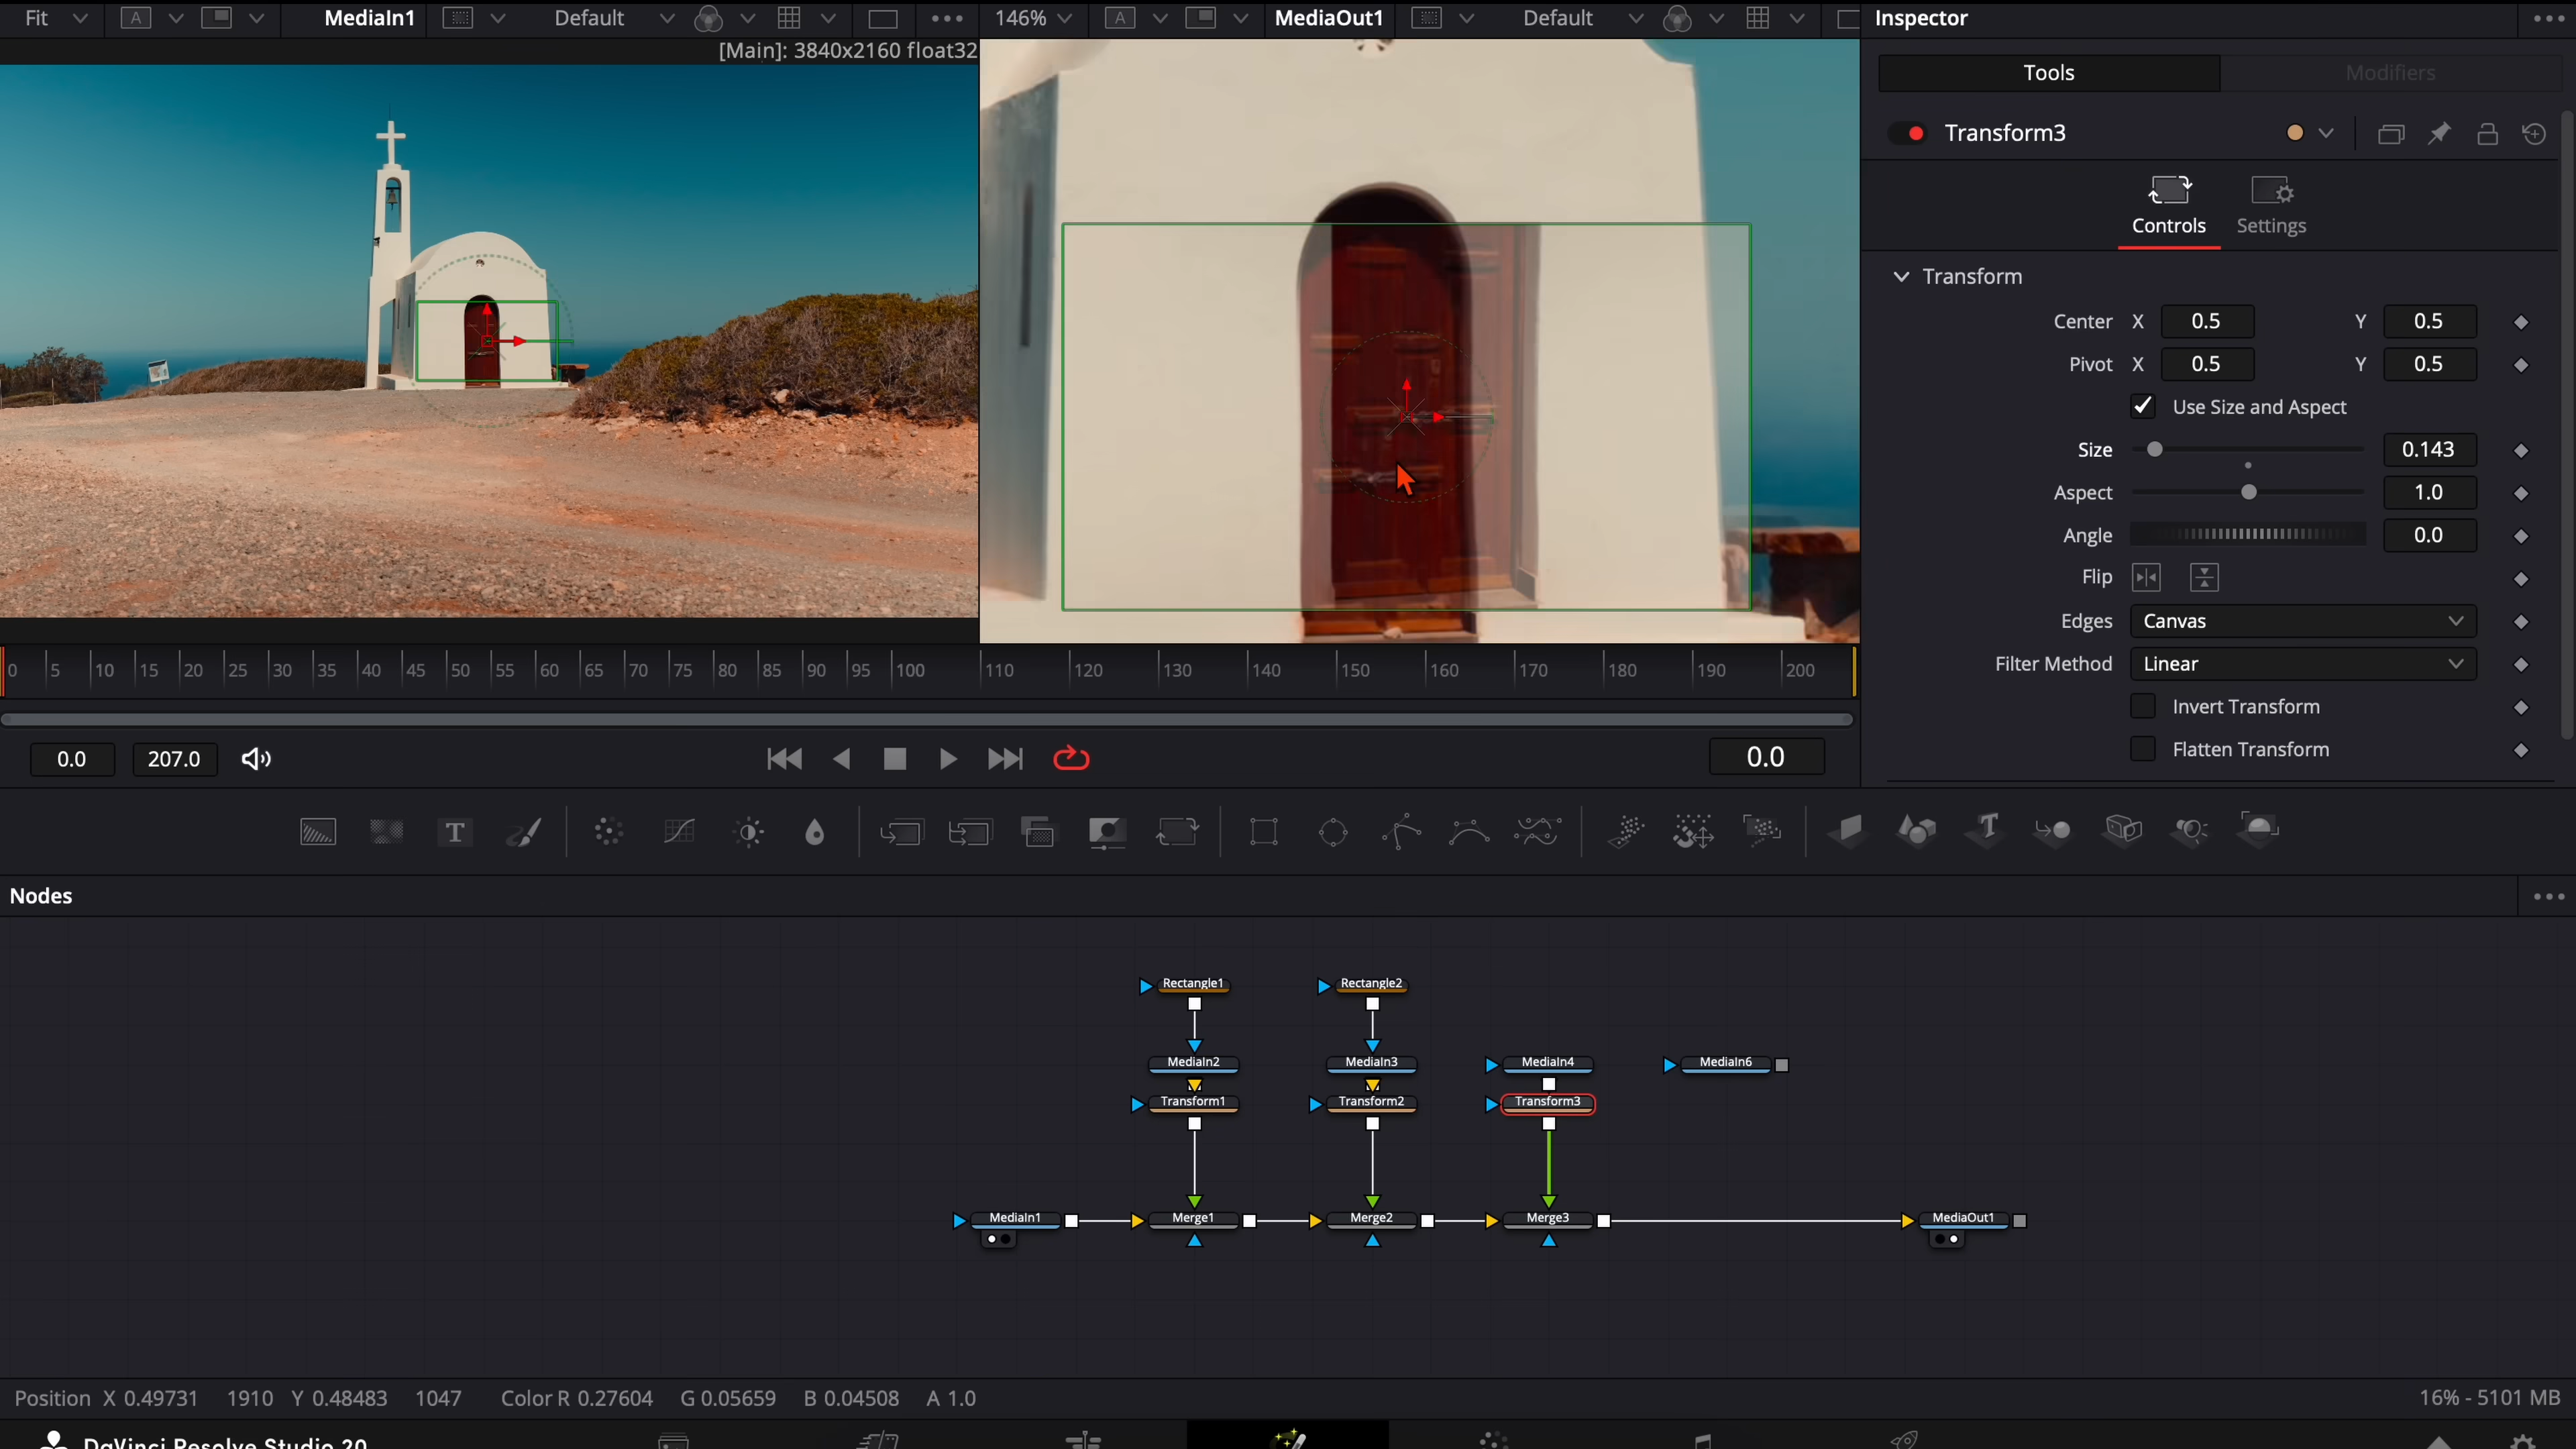 Fit A MediaIn1 Default 146% A MediaOut1 Default Inspector
[Main]: 3840x2160 float32
Tools Modifiers
Transform3
Controls Settings
Transform
Center X 0.5 Y 0.5
Pivot X 0.5 Y 0.5
Use Size and Aspect
Size 0.143
Aspect 1.0
Angle 0.0
Flip
Edges Canvas
Filter Method Linear
Invert Transform
Flatten Transform
0 5 10 15 20 25 30 35 40 45 50 55 60 65 70 75 80 85 90 95 100 110 120 130 140 150 160 170 180 190 200
0.0 207.0 0.0
T T
Nodes
Rectangle1 Rectangle2
MediaIn2 MediaIn3 MediaIn4 MediaIn6
Transform1 Transform2 Transform3
MediaIn1 Merge1 Merge2 Merge3 MediaOut1
Position X 0.49731 1910 Y 0.48483 1047 Color R 0.27604 G 0.05659 B 0.04508 A 1.0 16% - 5101 MB
DaVinci Resolve Studio 20